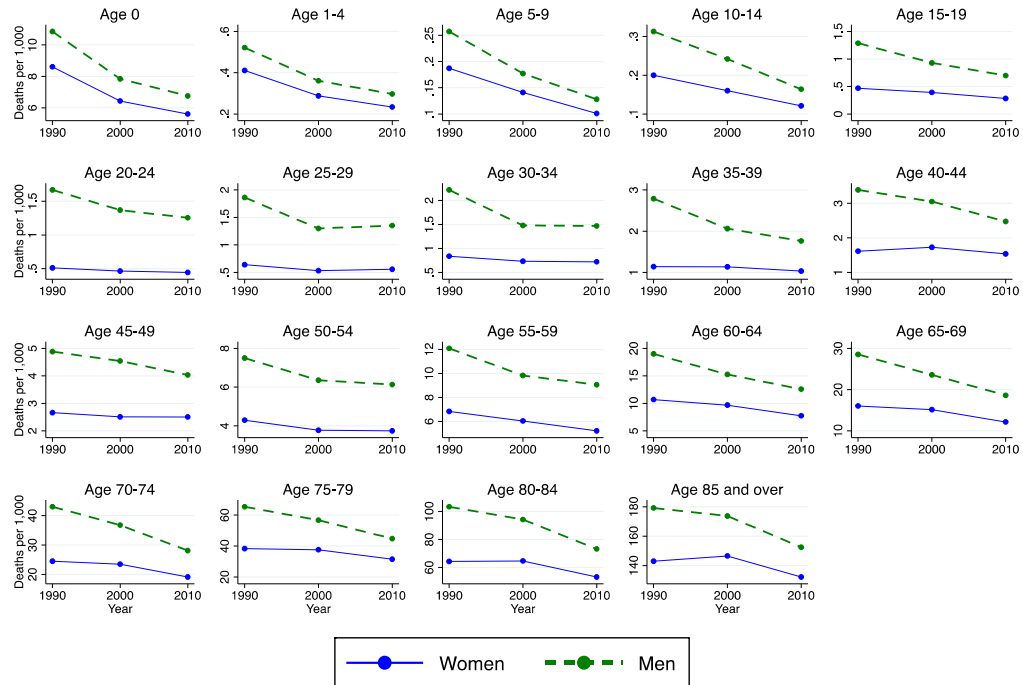 Age 0
Age 1-4
Age 5-9
Age 10-14
Age 15-19
Deaths per 1,000
6
8
10
.2
.4
.6
.1
.15
.2
.25
.1
.2
.3
0
.5
1
1.5
1990 2000 2010
1990 2000 2010
1990 2000 2010
1990 2000 2010
1990 2000 2010
Age 20-24
Age 25-29
Age 30-34
Age 35-39
Age 40-44
Deaths per 1,000
.5
1
1.5
.5
1
1.5
2
.5
1
1.5
2
1
2
3
1
2
3
1990 2000 2010
1990 2000 2010
1990 2000 2010
1990 2000 2010
1990 2000 2010
Age 45-49
Age 50-54
Age 55-59
Age 60-64
Age 65-69
Deaths per 1,000
2
3
4
5
4
6
8
6
8
10
12
5
10
15
20
10
20
30
1990 2000 2010
1990 2000 2010
1990 2000 2010
1990 2000 2010
1990 2000 2010
Age 70-74
Age 75-79
Age 80-84
Age 85 and over
Deaths per 1,000
20
30
40
20
40
60
60
80
100
140
160
180
1990 2000 2010
1990 2000 2010
1990 2000 2010
1990 2000 2010
Year
Year
Year
Year
Women
Men